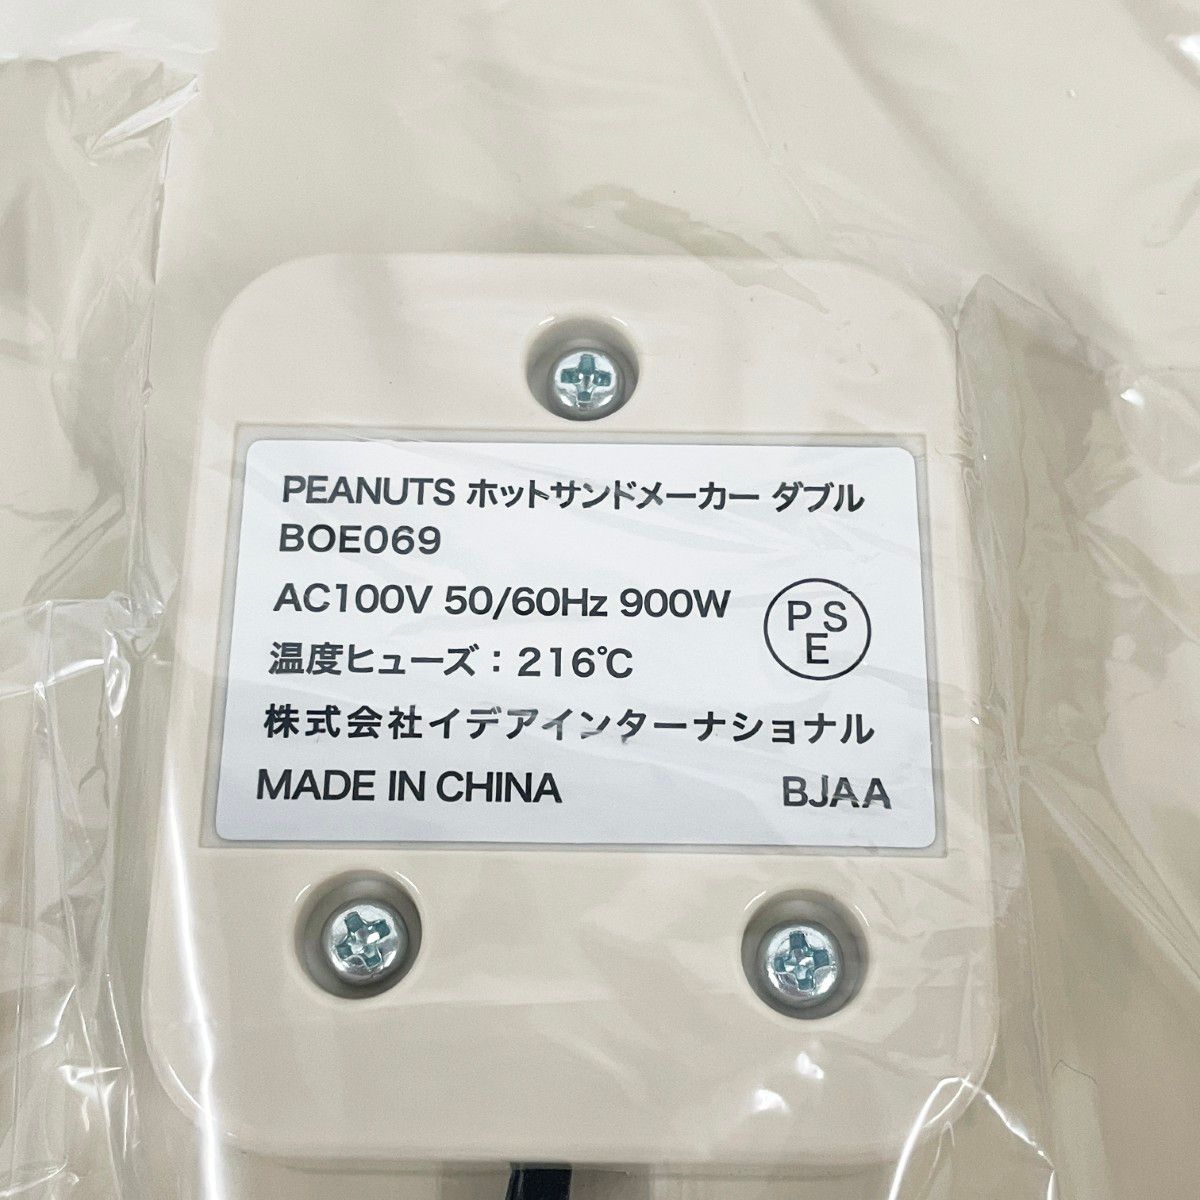 PEANUTS ホットサンドメーカー ダブル
BOE069
AC100V 50/60Hz 900W
PSE
温度ヒューズ：216℃
株式会社イデアインターナショナル
MADE IN CHINA BJAA